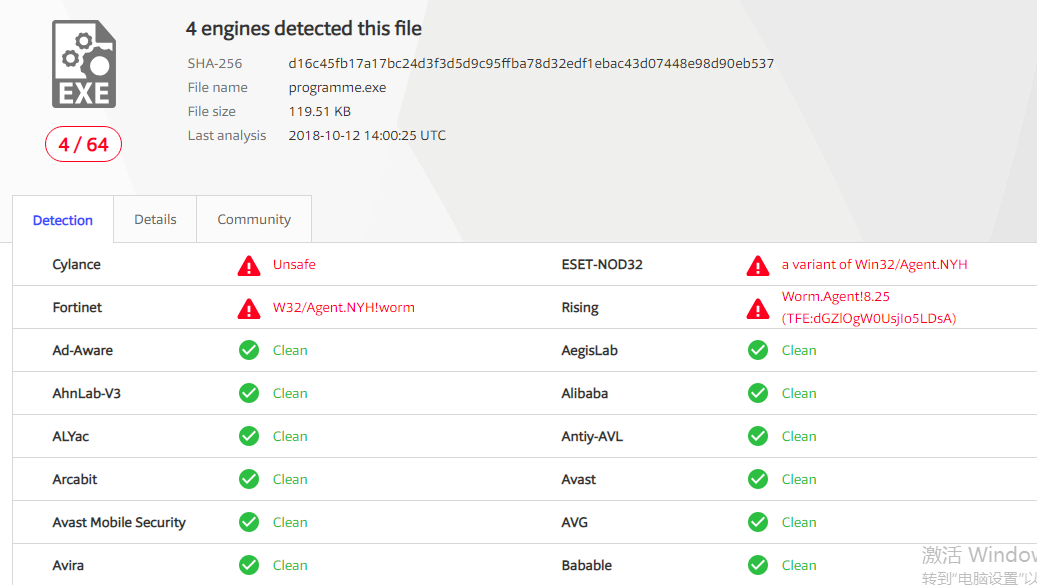 4 engines detected this file
SHA-256 d16c45fb17a17bc24d3f3d5d9c95ffba78d32edf1ebac43d07448e98d90eb537
File name programme.exe
File size 119.51 KB
Last analysis 2018-10-12 14:00:25 UTC
EXE
4 / 64
Detection Details Community
Cylance Unsafe ESET-NOD32 a variant of Win32/Agent.NYH
Fortinet W32/Agent.NYH!worm Rising Worm.Agent!8.25
(TFE:dGZlOgW0UsjIo5LDsA)
Ad-Aware Clean AegisLab Clean
AhnLab-V3 Clean Alibaba Clean
ALYac Clean Antiy-AVL Clean
Arcabit Clean Avast Clean
Avast Mobile Security Clean AVG Clean
Avira Clean Babable Clean
激活 Window
转到"电脑设置"以